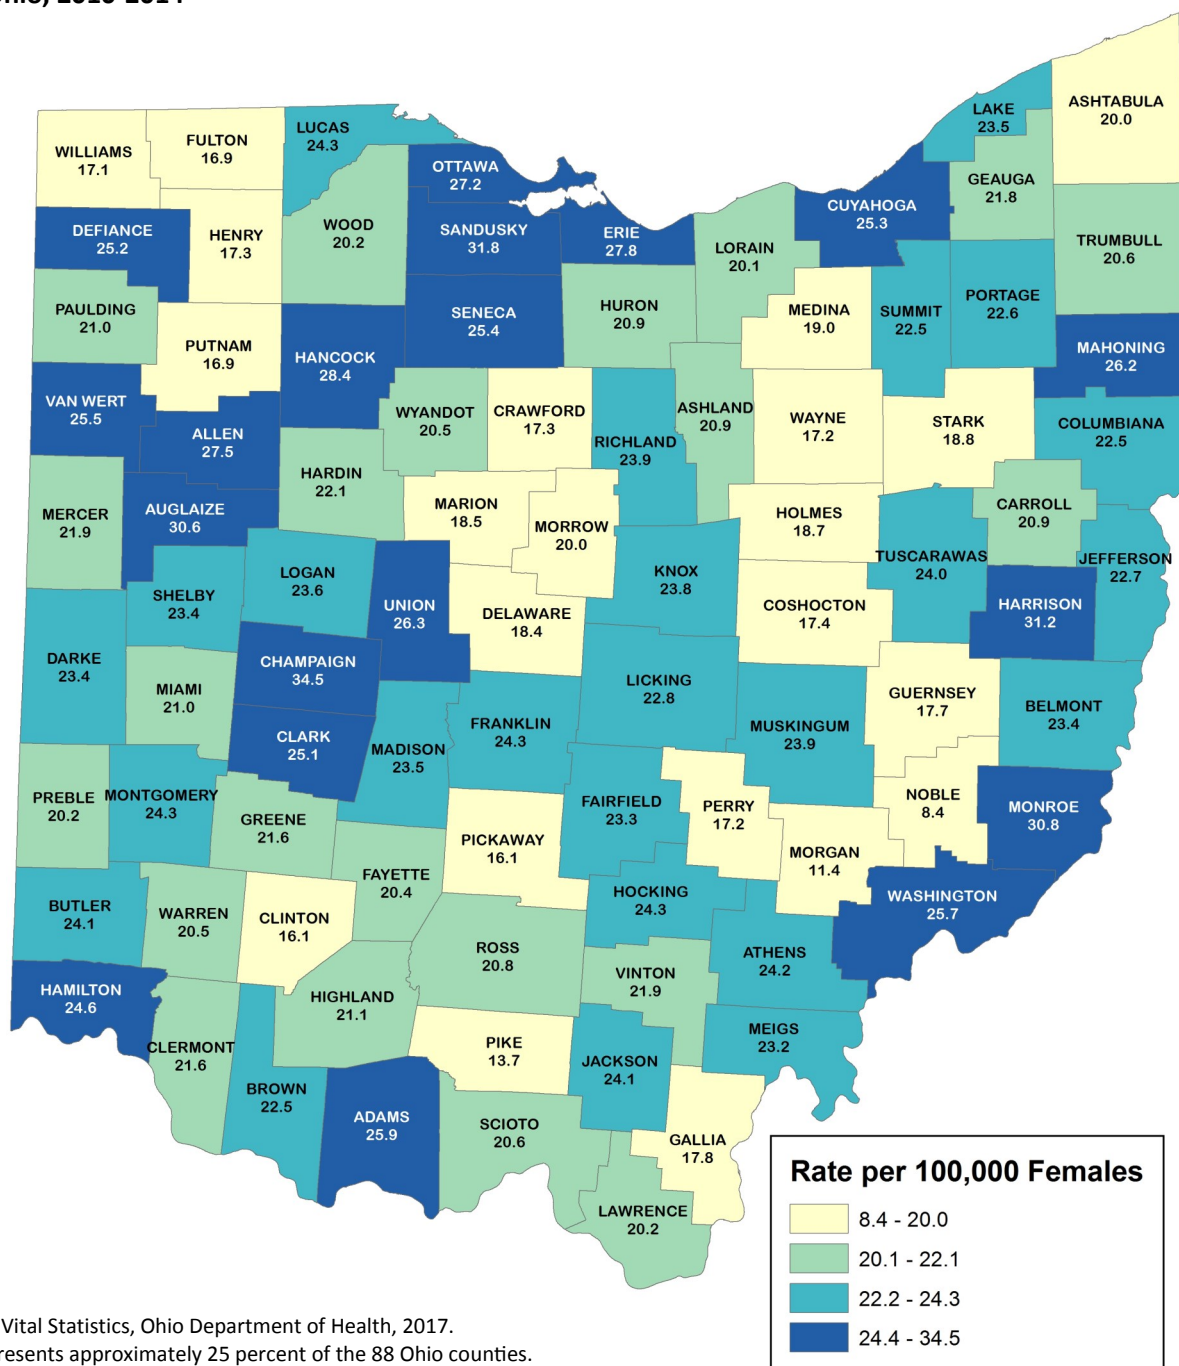 LAKE
23.5
ASHTABULA
20.0
WILLIAMS
17.1
FULTON
16.9
LUCAS
24.3
OTTAWA
27.2
GEAUGA
21.8
CUYAHOGA
25.3
DEFIANCE
25.2
HENRY
17.3
WOOD
20.2
SANDUSKY
31.8
ERIE
27.8
LORAIN
20.1
TRUMBULL
20.6
PAULDING
21.0
PUTNAM
16.9
HANCOCK
28.4
SENECA
25.4
HURON
20.9
MEDINA
19.0
SUMMIT
22.5
PORTAGE
22.6
MAHONING
26.2
VAN WERT
25.5
ALLEN
27.5
WYANDOT
20.5
CRAWFORD
17.3
RICHLAND
23.9
ASHLAND
20.9
WAYNE
17.2
STARK
18.8
COLUMBIANA
22.5
MERCER
21.9
AUGLAIZE
30.6
HARDIN
22.1
MARION
18.5
MORROW
20.0
HOLMES
18.7
CARROLL
20.9
TUSCARAWAS
24.0
JEFFERSON
22.7
SHELBY
23.4
LOGAN
23.6
UNION
26.3
DELAWARE
18.4
KNOX
23.8
COSHOCTON
17.4
HARRISON
31.2
DARKE
23.4
MIAMI
21.0
CHAMPAIGN
34.5
LICKING
22.8
MUSKINGUM
23.9
GUERNSEY
17.7
BELMONT
23.4
CLARK
25.1
MADISON
23.5
FRANKLIN
24.3
PREBLE
20.2
MONTGOMERY
24.3
GREENE
21.6
FAIRFIELD
23.3
PERRY
17.2
NOBLE
8.4
MONROE
30.8
PICKAWAY
16.1
MORGAN
11.4
FAYETTE
20.4
BUTLER
24.1
WARREN
20.5
CLINTON
16.1
HOCKING
24.3
WASHINGTON
25.7
ROSS
20.8
ATHENS
24.2
VINTON
21.9
HAMILTON
24.6
HIGHLAND
21.1
CLERMONT
21.6
PIKE
13.7
JACKSON
24.1
MEIGS
23.2
BROWN
22.5
ADAMS
25.9
SCIOTO
20.6
GALLIA
17.8
LAWRENCE
20.2
Rate per 100,000 Females
8.4 - 20.0
20.1 - 22.1
22.2 - 24.3
24.4 - 34.5
Vital Statistics, Ohio Department of Health, 2017.
resents approximately 25 percent of the 88 Ohio counties.